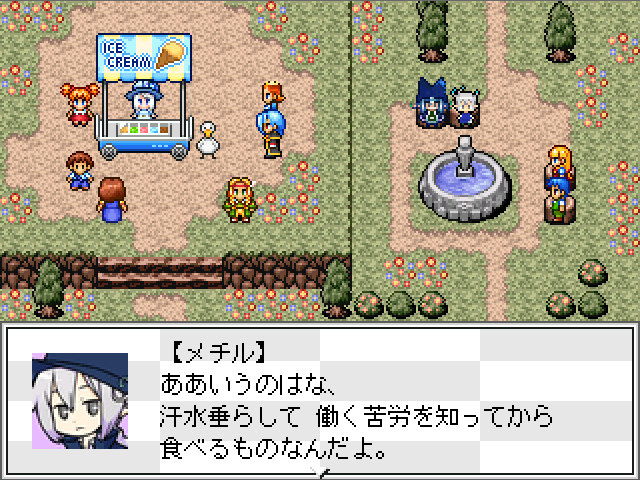 ICE
CREAM
【メチル】
ああいうのはな、
汗水垂らして 働く苦労を知ってから
食べるものなんだよ。